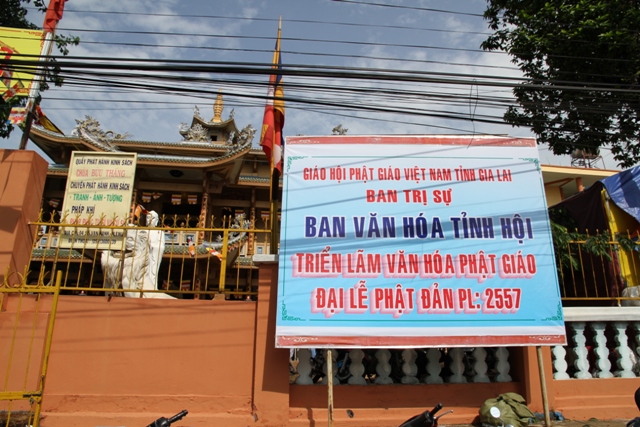 QUẦY PHÁT HÀNH KINH SÁCH
CHÙA BỬU THẮNG
CHUYÊN PHÁT HÀNH KINH SÁCH
- TRANH - ẢNH - TƯỢNG
PHÁP KHÍ
GIÁO HỘI PHẬT GIÁO VIỆT NAM TỈNH GIA LAI
BAN TRỊ SỰ
BAN VĂN HÓA TỈNH HỘI
TRIỂN LÃM VĂN HÓA PHẬT GIÁO
ĐẠI LỄ PHẬT ĐẢN PL: 2557